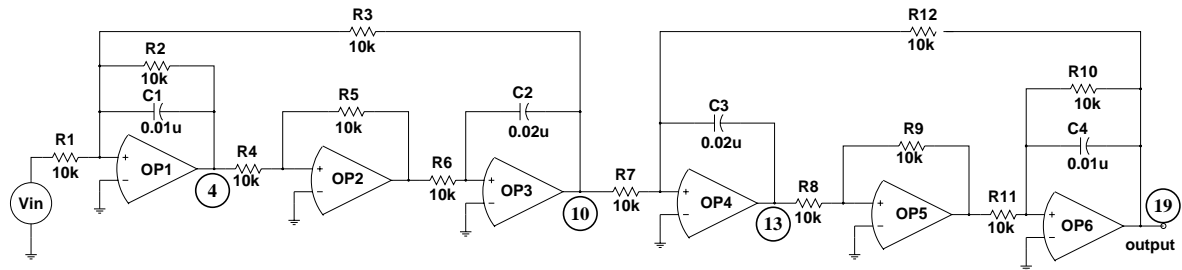 R3
10k
R12
10k
R2
10k
C1
0.01u
R5
10k
C2
0.02u
C3
0.02u
R9
10k
R10
10k
C4
0.01u
R1
10k
+
−
OP1
4
R4
10k
+
−
OP2
R6
10k
+
−
OP3
10
R7
10k
+
−
OP4
13
R8
10k
+
−
OP5
R11
10k
+
−
OP6
19
output
Vin